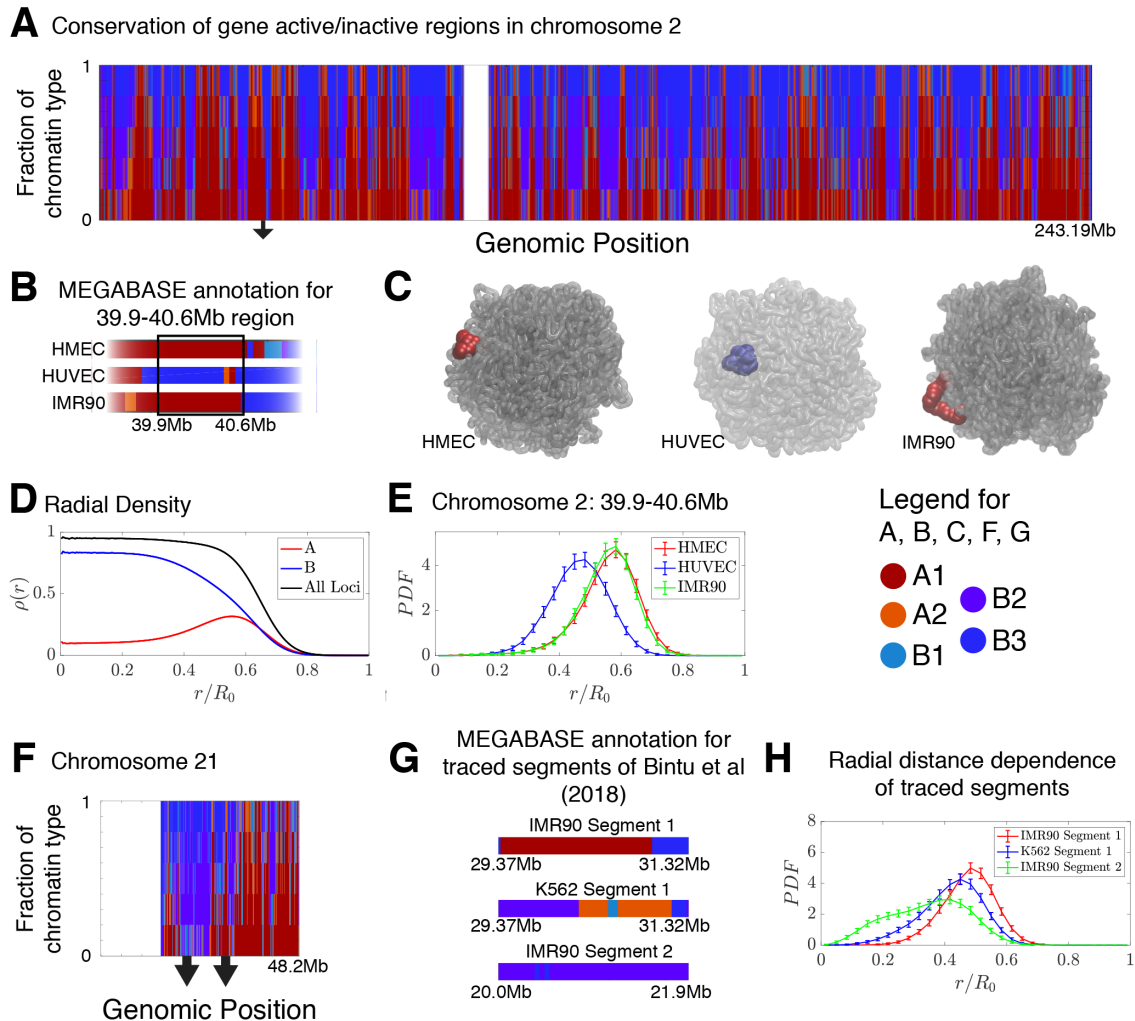 A Conservation of gene active/inactive regions in chromosome 2
Fraction of
chromatin type
1
0
243.19Mb
Genomic Position
B MEGABASE annotation for
39.9-40.6Mb region
HMEC
HUVEC
IMR90
39.9Mb 40.6Mb
C
HMEC
HUVEC
IMR90
D Radial Density
ρ(r)
1
0.5
0
0 0.2 0.4 0.6 0.8 1
r/R0
A
B
All Loci
E Chromosome 2: 39.9-40.6Mb
PDF
4
2
0
0 0.2 0.4 0.6 0.8 1
r/R0
HMEC
HUVEC
IMR90
Legend for
A, B, C, F, G
A1
A2
B1
B2
B3
F Chromosome 21
Fraction of
chromatin type
1
0
48.2Mb
Genomic Position
G MEGABASE annotation for
traced segments of Bintu et al
(2018)
IMR90 Segment 1
29.37Mb 31.32Mb
K562 Segment 1
29.37Mb 31.32Mb
IMR90 Segment 2
20.0Mb 21.9Mb
H Radial distance dependence
of traced segments
PDF
8
6
4
2
0
0 0.2 0.4 0.6 0.8 1
r/R0
IMR90 Segment 1
K562 Segment 1
IMR90 Segment 2